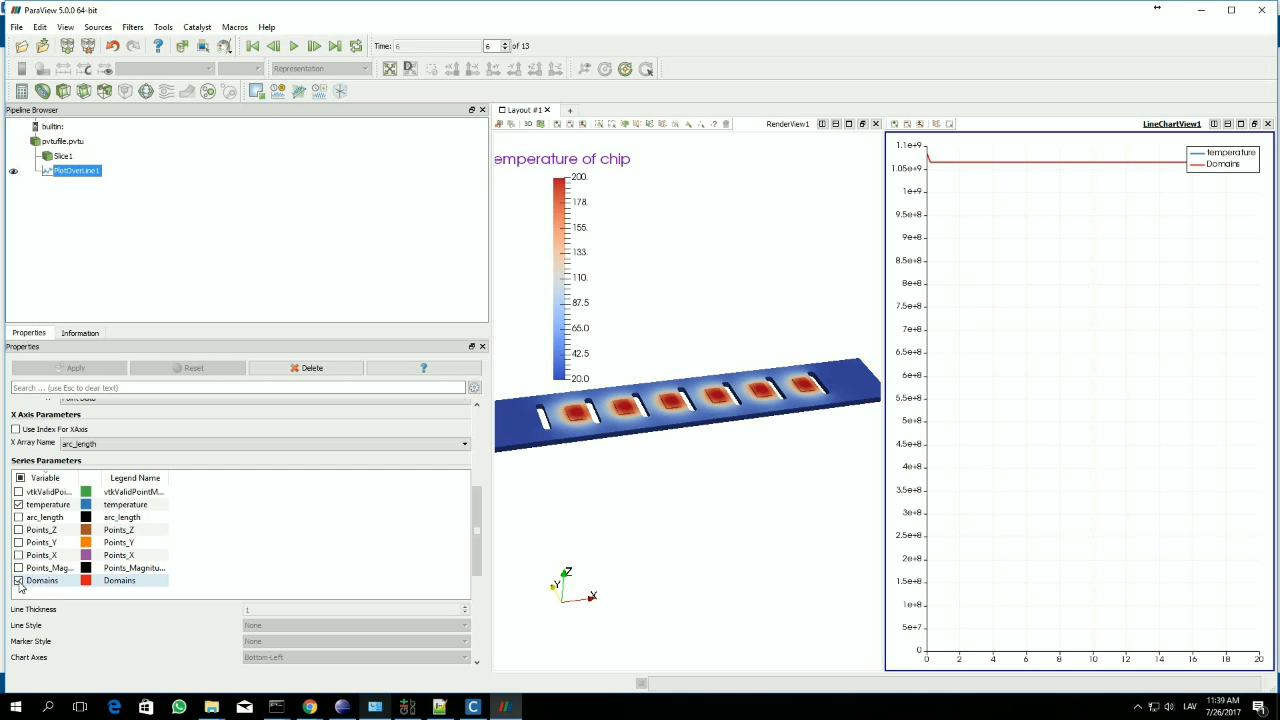 ParaView 5.0.0 64-bit
File Edit View Sources Filters Tools Catalyst Macros Help
Time: 6 6 of 13
Representation
Pipeline Browser
builtin:
pvtufile.pvtu
Slice1
PlotOverLine1
Properties Information
Properties
Apply Reset Delete ?
Search ... (use Esc to clear text)
X Axis Parameters
Use Index For XAxis
X Array Name arc_length
Series Parameters
Variable Legend Name
vtkValidPoi... vtkValidPointM...
temperature temperature
arc_length arc_length
Points_Z Points_Z
Points_Y Points_Y
Points_X Points_X
Points_Mag... Points_Magnitu...
Domains Domains
Line Thickness 1
Line Style None
Marker Style None
Chart Axes Bottom-Left
Layout #1
3D RenderView1
emperature of chip
200.
178.
155.
133.
110.
87.5
65.0
42.5
20.0
Z
Y
X
LineChartView1
temperature
Domains
1.1e+9
1.05e+9
1e+9
9.5e+8
9e+8
8.5e+8
8e+8
7.5e+8
7e+8
6.5e+8
6e+8
5.5e+8
5e+8
4.5e+8
4e+8
3.5e+8
3e+8
2.5e+8
2e+8
1.5e+8
1e+8
5e+7
0
0 2 4 6 8 10 12 14 16 18 20
LAV
11:39 AM
7/26/2017